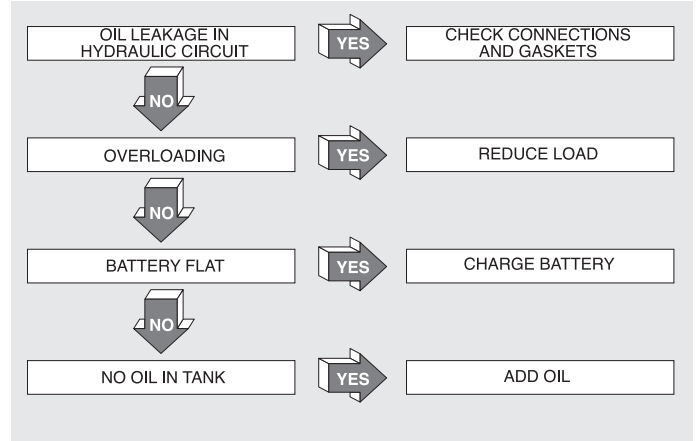 OIL LEAKAGE IN
HYDRAULIC CIRCUIT
YES
CHECK CONNECTIONS
AND GASKETS
NO
OVERLOADING
YES
REDUCE LOAD
NO
BATTERY FLAT
YES
CHARGE BATTERY
NO
NO OIL IN TANK
YES
ADD OIL